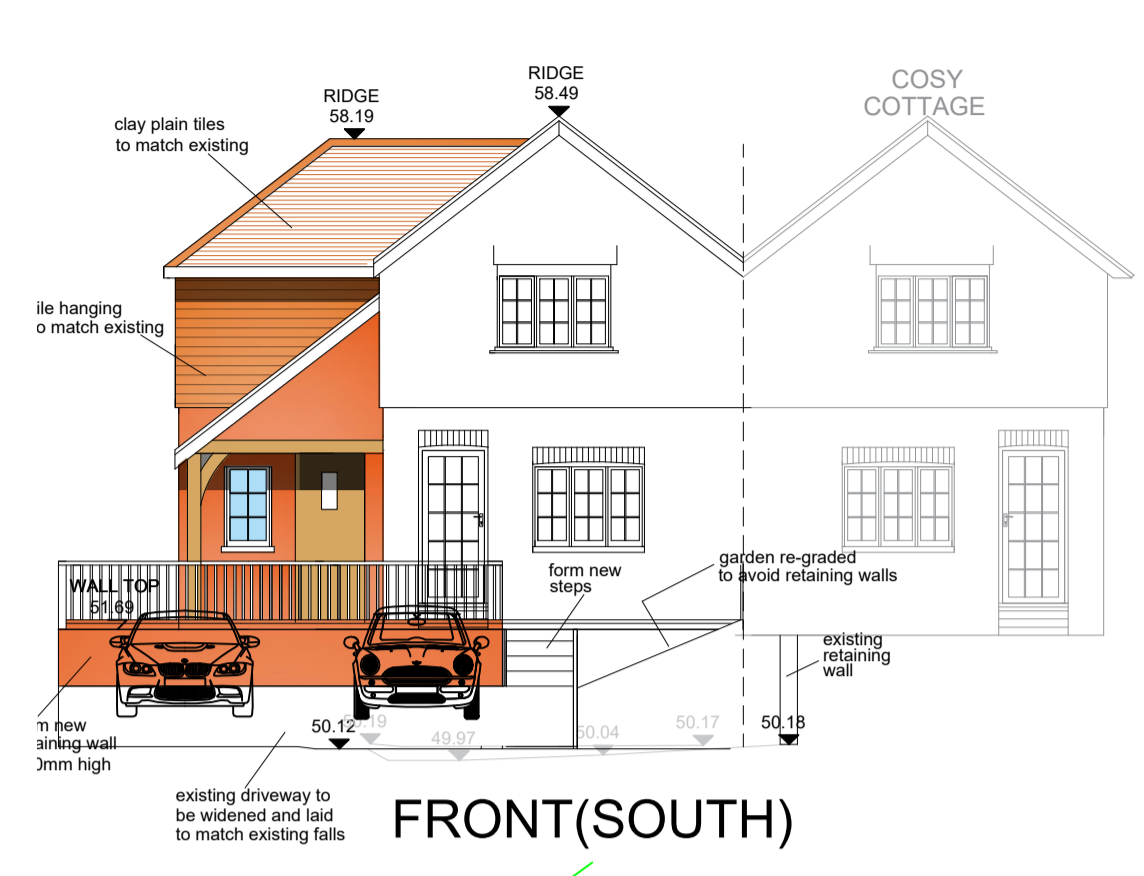 COSY
COTTAGE
RIDGE
58.49
RIDGE
58.19
clay plain tiles
to match existing
ile hanging
o match existing
WALL TOP
51.69
form new
steps
garden re-graded
to avoid retaining walls
existing
retaining
wall
m new
aining wall
0mm high
50.12
50.19
49.97
50.04
50.17
50.18
existing driveway to
be widened and laid
to match existing falls
FRONT(SOUTH)